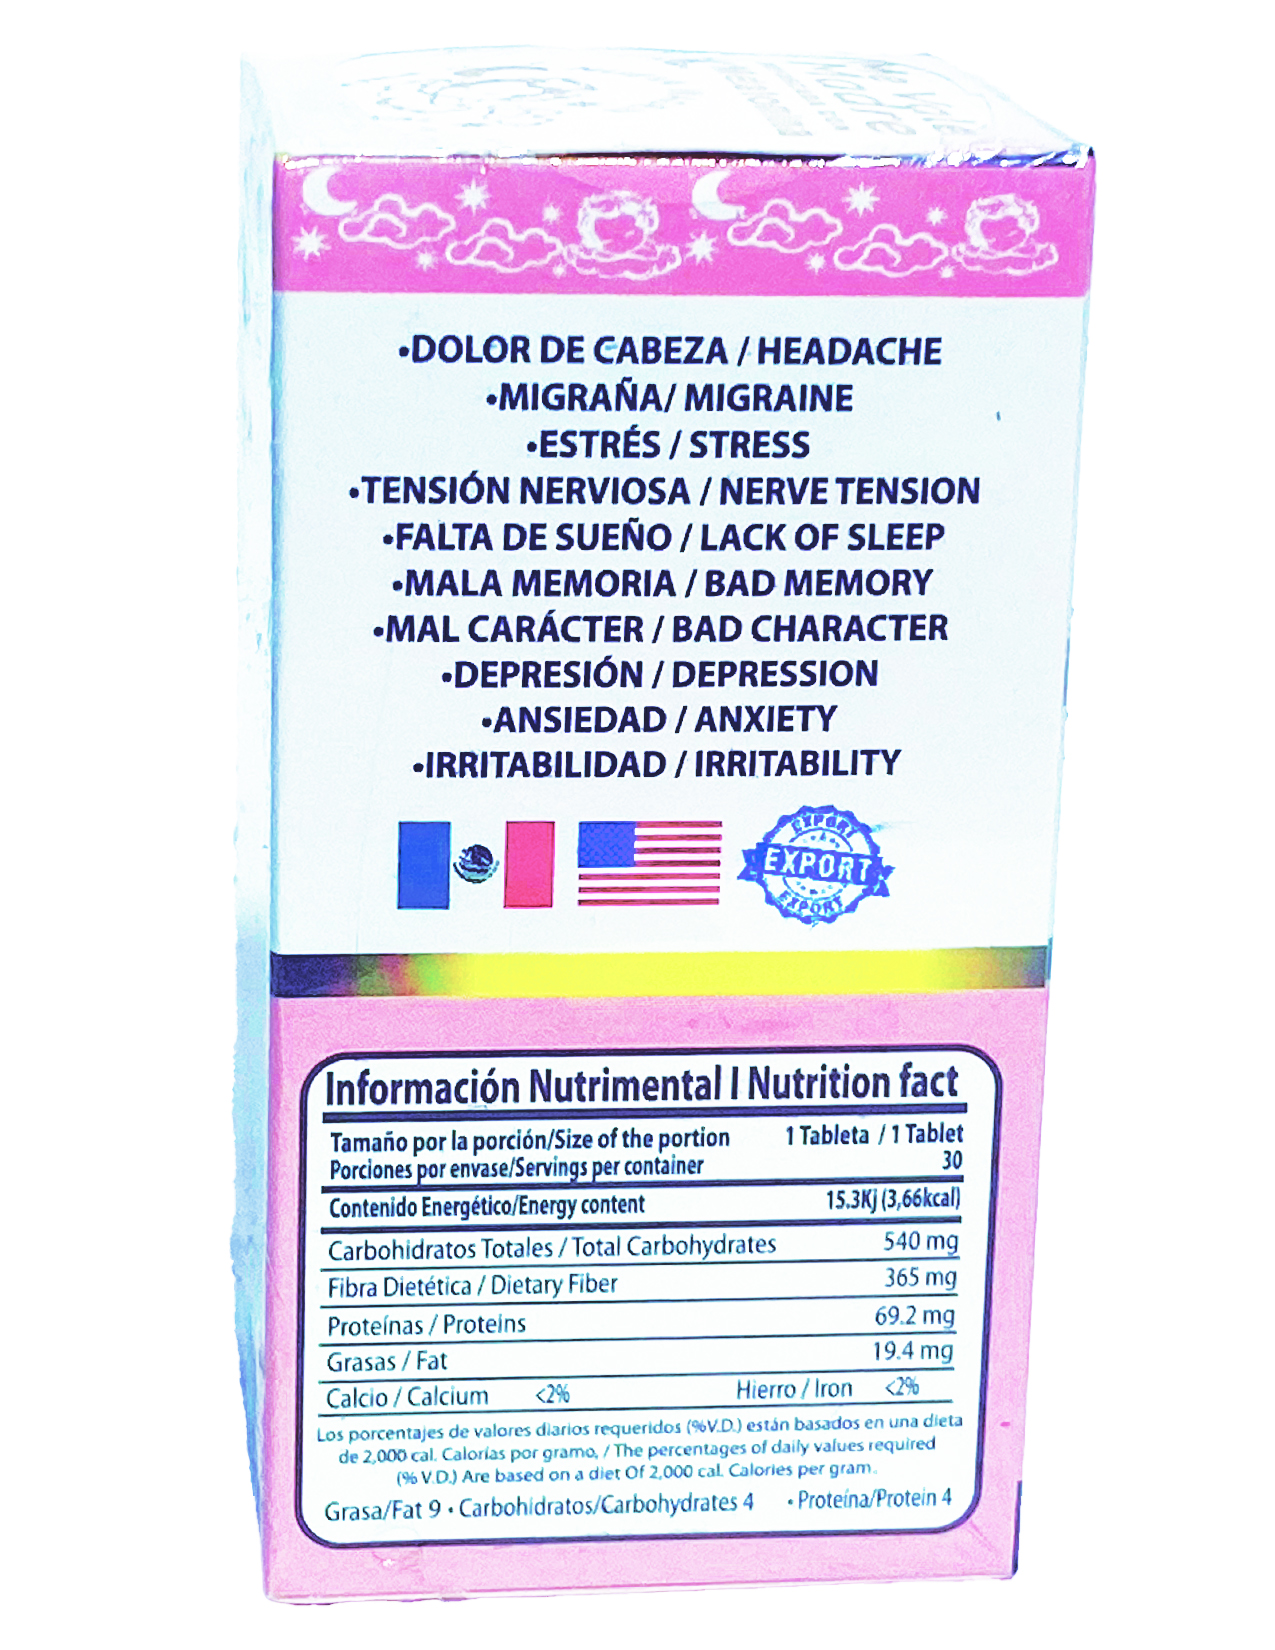 •DOLOR DE CABEZA / HEADACHE
•MIGRAÑA/ MIGRAINE
•ESTRÉS / STRESS
•TENSIÓN NERVIOSA / NERVE TENSION
•FALTA DE SUEÑO / LACK OF SLEEP
•MALA MEMORIA / BAD MEMORY
•MAL CARÁCTER / BAD CHARACTER
•DEPRESIÓN / DEPRESSION
•ANSIEDAD / ANXIETY
•IRRITABILIDAD / IRRITABILITY
EXPORT
EXPORT
EXPORT
Información Nutrimental I Nutrition fact
Tamaño por la porción/Size of the portion 1 Tableta / 1 Tablet
Porciones por envase/Servings per container 30
Contenido Energético/Energy content 15.3Kj (3,66kcal)
Carbohidratos Totales / Total Carbohydrates 540 mg
Fibra Dietética / Dietary Fiber 365 mg
Proteínas / Proteins 69.2 mg
Grasas / Fat 19.4 mg
Calcio / Calcium <2% Hierro / Iron <2%
Los porcentajes de valores diarios requeridos (%V.D.) están basados en una dieta
de 2,000 cal. Calorías por gramo, / The percentages of daily values required
(% V.D.) Are based on a diet Of 2,000 cal. Calories per gram.
Grasa/Fat 9 • Carbohidratos/Carbohydrates 4 • Proteína/Protein 4